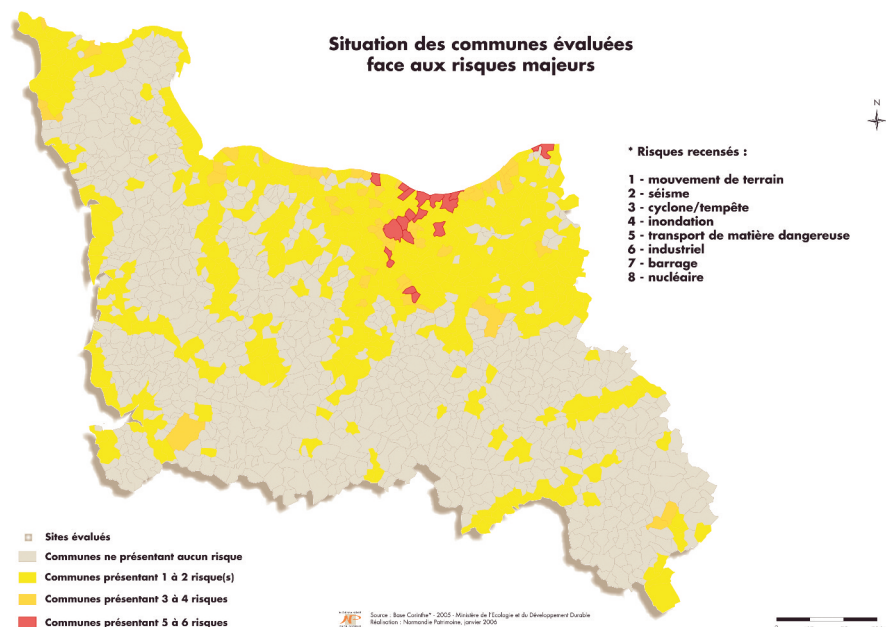 Situation des communes évaluées
face aux risques majeurs
N
* Risques recensés :
1 - mouvement de terrain
2 - séisme
3 - cyclone/tempête
4 - inondation
5 - transport de matière dangereuse
6 - industriel
7 - barrage
8 - nucléaire
Sites évalués
Communes ne présentant aucun risque
Communes présentant 1 à 2 risque(s)
Communes présentant 3 à 4 risques
Communes présentant 5 à 6 risques
Source : Base Corinthe* - 2005 - Ministère de l'Ecologie et du Développement Durable
Réalisation : Normandie Patrimoine, janvier 2006